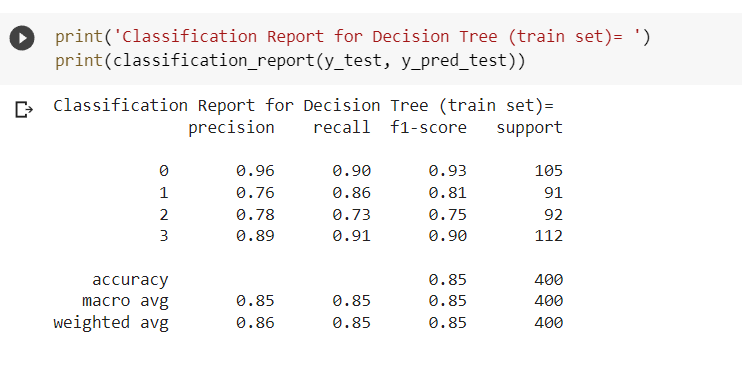 print('Classification Report for Decision Tree (train set)= ')
print(classification_report(y_test, y_pred_test))
Classification Report for Decision Tree (train set)=
precision recall f1-score support
0 0.96 0.90 0.93 105
1 0.76 0.86 0.81 91
2 0.78 0.73 0.75 92
3 0.89 0.91 0.90 112
accuracy 0.85 400
macro avg 0.85 0.85 0.85 400
weighted avg 0.86 0.85 0.85 400